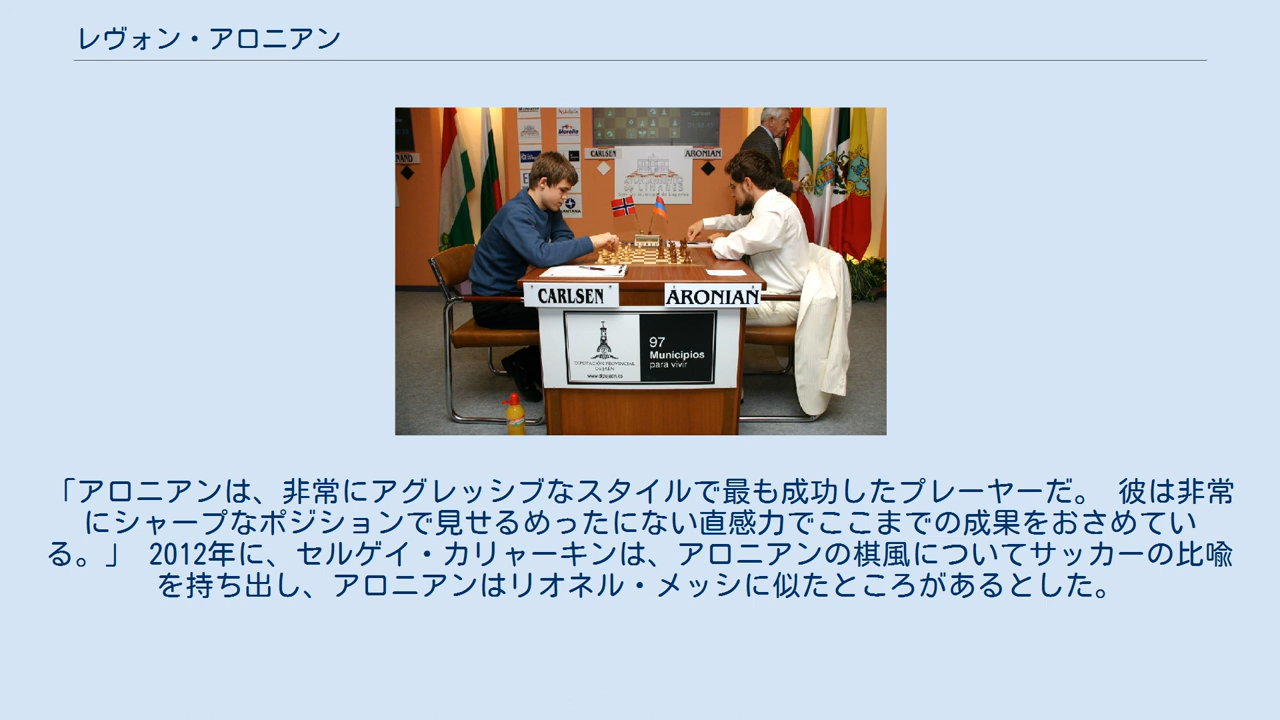 レヴォン・アロニアン
Carlsen
NAND
CARLSEN
ARONIAN
CARLSEN
ARONIAN
97
Municipios
para vivir
DIPUTACIÓN PROVINCIAL
「アロニアンは、非常にアグレッシブなスタイルで最も成功したプレーヤーだ。 彼は非常
にシャープなポジションで見せるめったにない直感力でここまでの成果をおさめてい
る。」 2012年に、セルゲイ・カリャーキンは、アロニアンの棋風についてサッカーの比喩
を持ち出し、アロニアンはリオネル・メッシに似たところがあるとした。